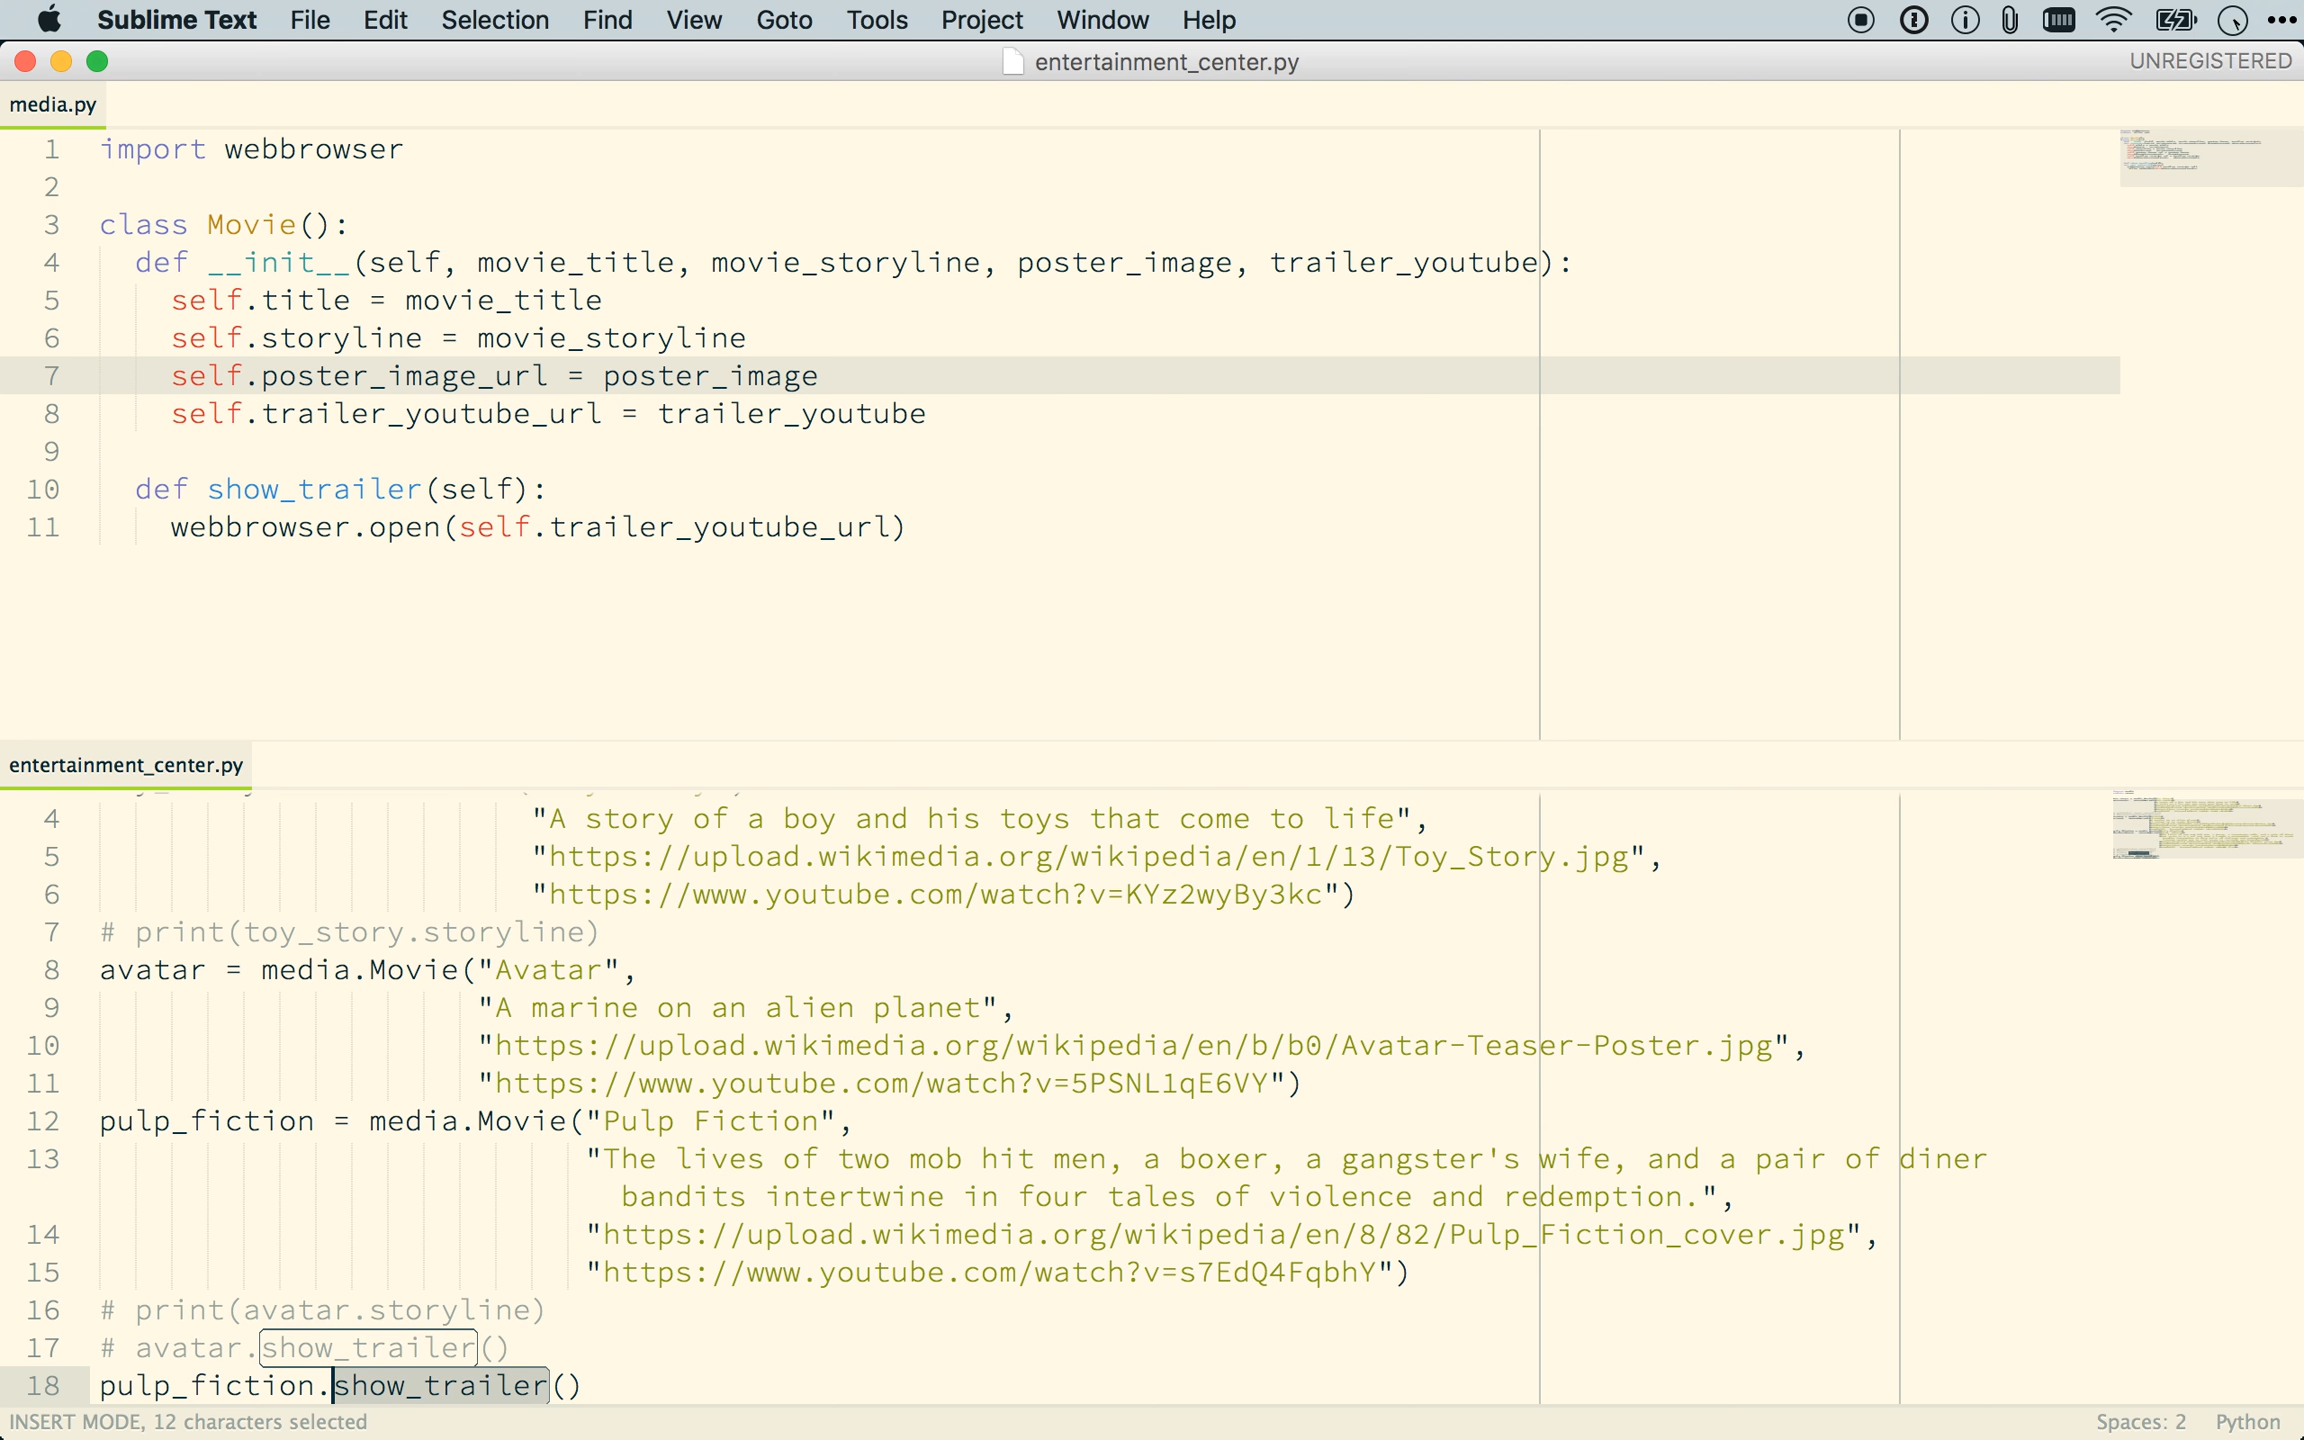 Sublime Text File Edit Selection Find View Goto Tools Project Window Help
entertainment_center.py
UNREGISTERED
media.py
1 import webbrowser
2
3 class Movie():
4 def __init__(self, movie_title, movie_storyline, poster_image, trailer_youtube):
5 self.title = movie_title
6 self.storyline = movie_storyline
7 self.poster_image_url = poster_image
8 self.trailer_youtube_url = trailer_youtube
9
10 def show_trailer(self):
11 webbrowser.open(self.trailer_youtube_url)
entertainment_center.py
4 "A story of a boy and his toys that come to life",
5 "https://upload.wikimedia.org/wikipedia/en/1/13/Toy_Story.jpg",
6 "https://www.youtube.com/watch?v=KYz2wyBy3kc")
7 # print(toy_story.storyline)
8 avatar = media.Movie("Avatar",
9 "A marine on an alien planet",
10 "https://upload.wikimedia.org/wikipedia/en/b/b0/Avatar-Teaser-Poster.jpg",
11 "https://www.youtube.com/watch?v=5PSNL1qE6VY")
12 pulp_fiction = media.Movie("Pulp Fiction",
13 "The lives of two mob hit men, a boxer, a gangster's wife, and a pair of diner
bandits intertwine in four tales of violence and redemption.",
14 "https://upload.wikimedia.org/wikipedia/en/8/82/Pulp_Fiction_cover.jpg",
15 "https://www.youtube.com/watch?v=s7EdQ4FqbhY")
16 # print(avatar.storyline)
17 # avatar.show_trailer()
18 pulp_fiction.show_trailer()
INSERT MODE, 12 characters selected
Spaces: 2 Python